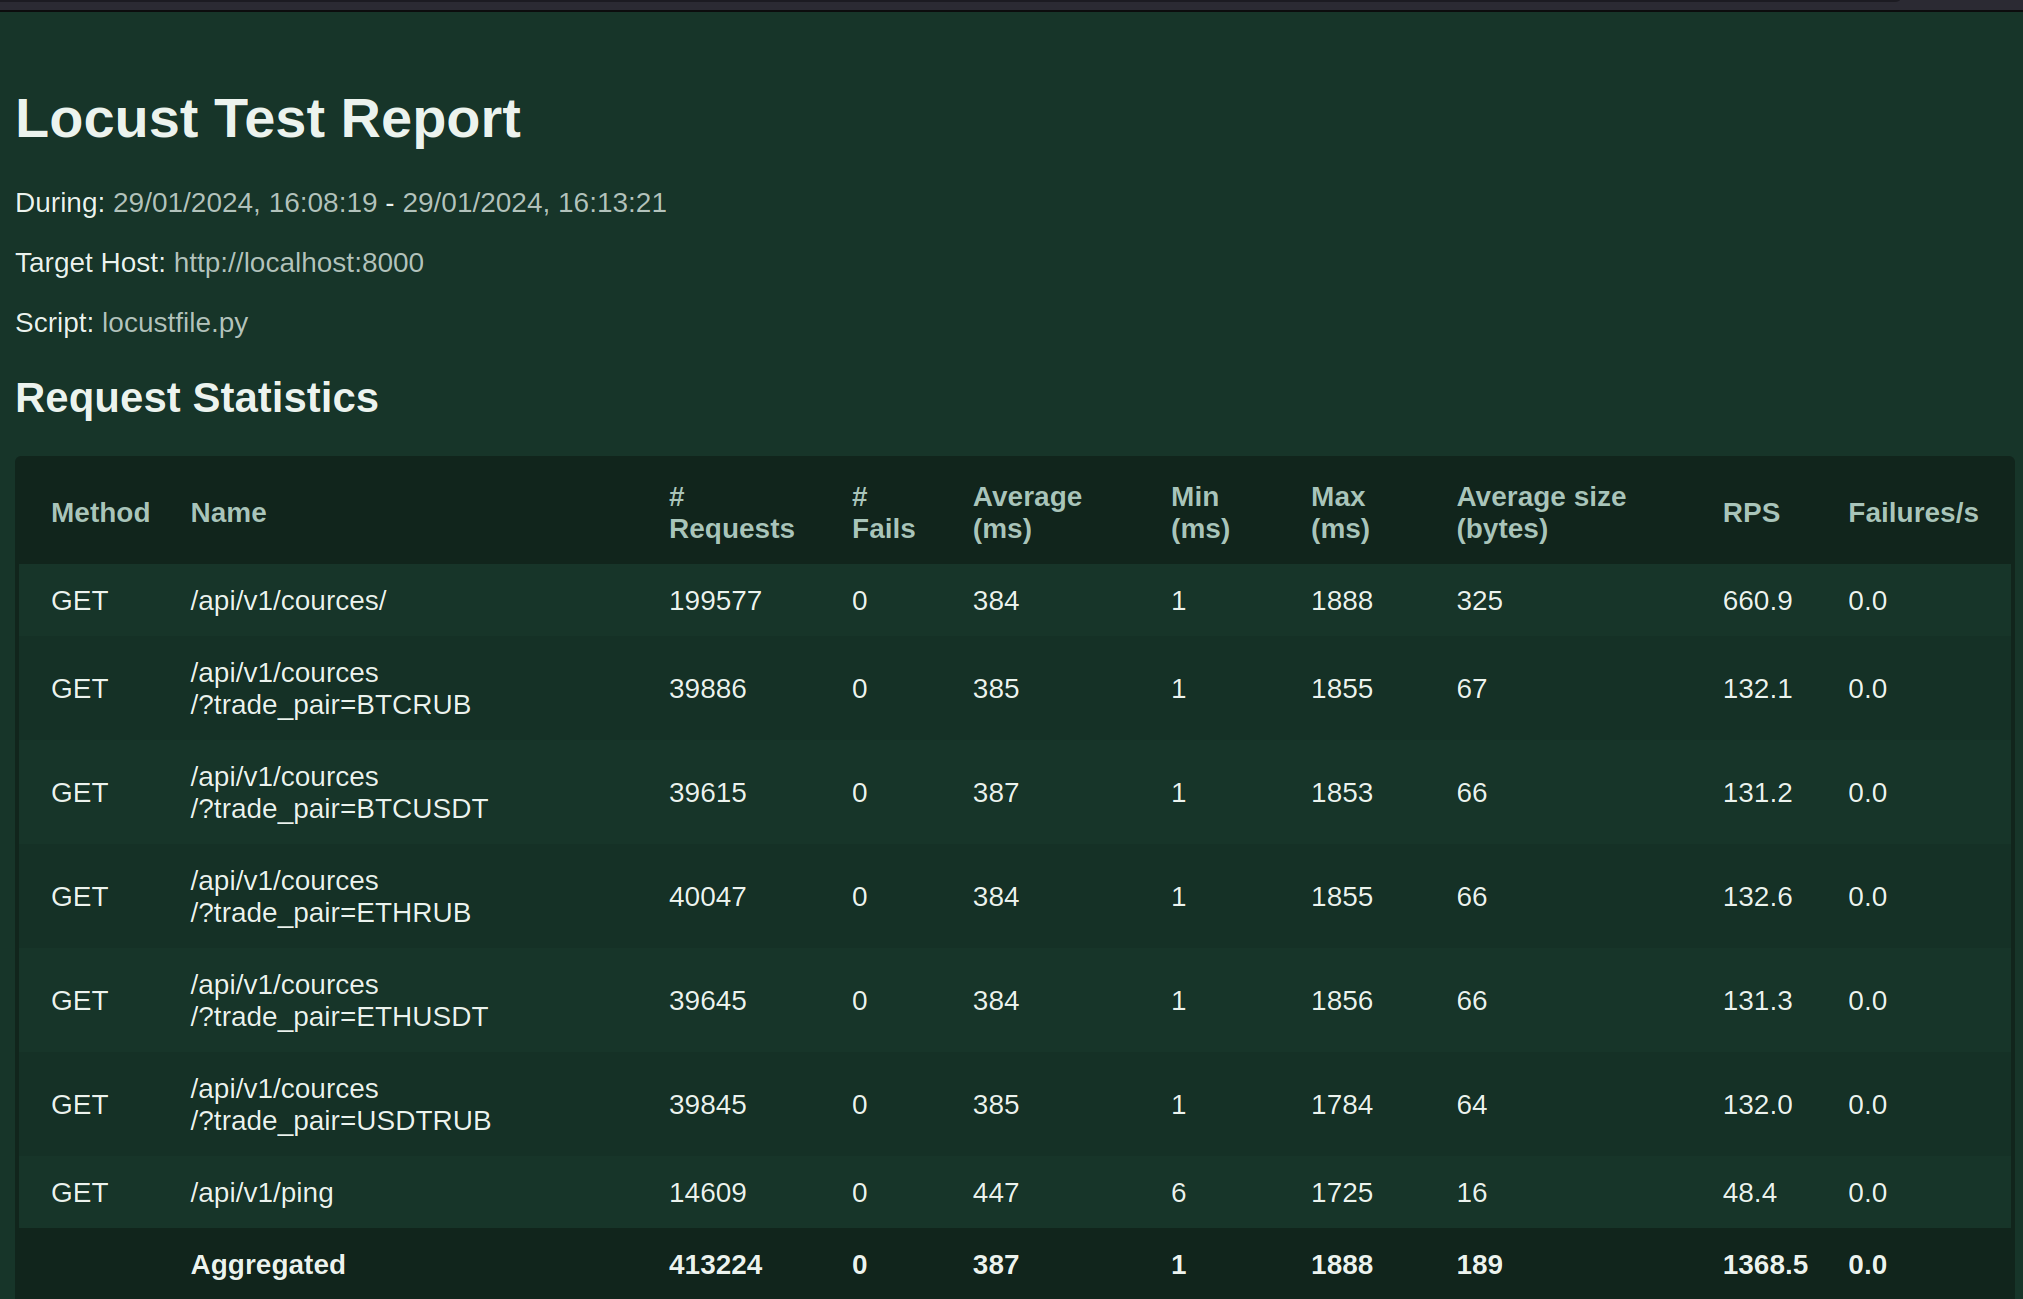 Locust Test Report
During: 29/01/2024, 16:08:19 - 29/01/2024, 16:13:21
Target Host: http://localhost:8000
Script: locustfile.py
Request Statistics
Method Name # Requests # Fails Average (ms) Min (ms) Max (ms) Average size (bytes) RPS Failures/s
GET /api/v1/cources/ 199577 0 384 1 1888 325 660.9 0.0
GET /api/v1/cources /?trade_pair=BTCRUB 39886 0 385 1 1855 67 132.1 0.0
GET /api/v1/cources /?trade_pair=BTCUSDT 39615 0 387 1 1853 66 131.2 0.0
GET /api/v1/cources /?trade_pair=ETHRUB 40047 0 384 1 1855 66 132.6 0.0
GET /api/v1/cources /?trade_pair=ETHUSDT 39645 0 384 1 1856 66 131.3 0.0
GET /api/v1/cources /?trade_pair=USDTRUB 39845 0 385 1 1784 64 132.0 0.0
GET /api/v1/ping 14609 0 447 6 1725 16 48.4 0.0
Aggregated 413224 0 387 1 1888 189 1368.5 0.0